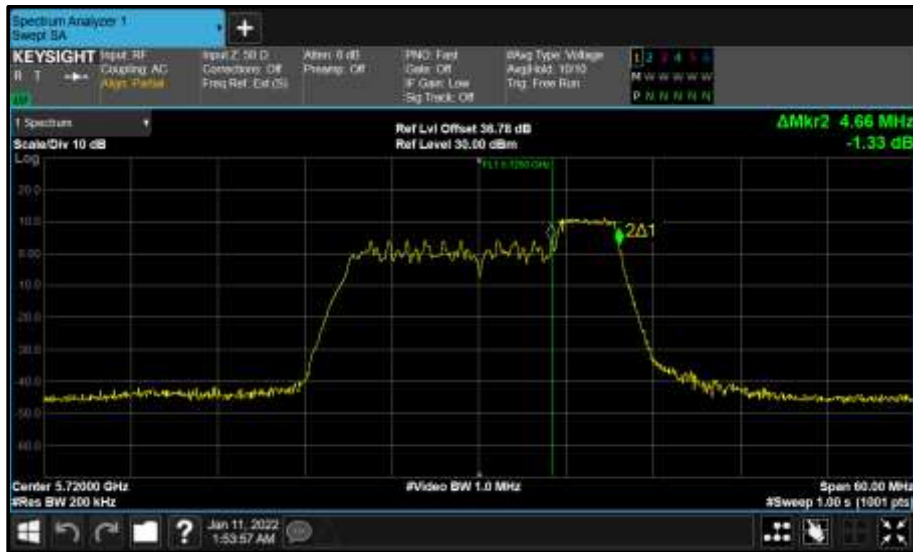 Spectrum Analyzer 1
Swept SA
+
KEYSIGHT
R T
Input: RF
Coupling: AC
Align: Partial
Input Z: 50 Ω
Corrections: Off
Freq Ref: Ext (S)
Atten: 6 dB
Preamp: Off
PNO: Fast
Gate: Off
IF Gain: Low
Sig Track: Off
#Avg Type: Voltage
Avg|Hold: 10/10
Trig: Free Run
1 2 3 4 5 6
M W W W W W
P N N N N N
1 Spectrum
Scale/Div 10 dB
Ref Lvl Offset 36.78 dB
Ref Level 30.00 dBm
ΔMkr2 4.66 MHz
-1.33 dB
Log
20.0
10.0
0.00
-10.0
-20.0
-30.0
-40.0
-50.0
-60.0
2Δ1
Center 5.72000 GHz
#Res BW 200 kHz
#Video BW 1.0 MHz
Span 60.00 MHz
#Sweep 1.00 s (1001 pts)
?
Jan 11, 2022
1:53:57 AM